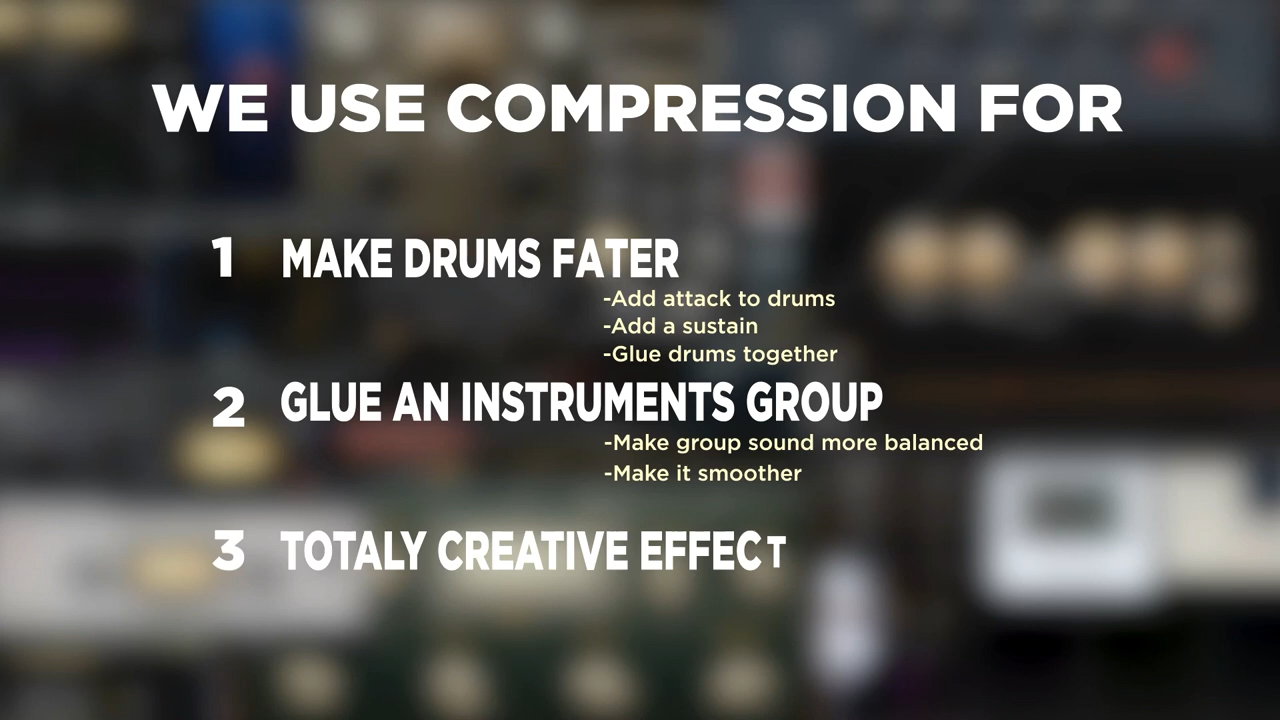 WE USE COMPRESSION FOR
1 MAKE DRUMS FATER
-Add attack to drums
-Add a sustain
-Glue drums together
2 GLUE AN INSTRUMENTS GROUP
-Make group sound more balanced
-Make it smoother
3 TOTALY CREATIVE EFFECT